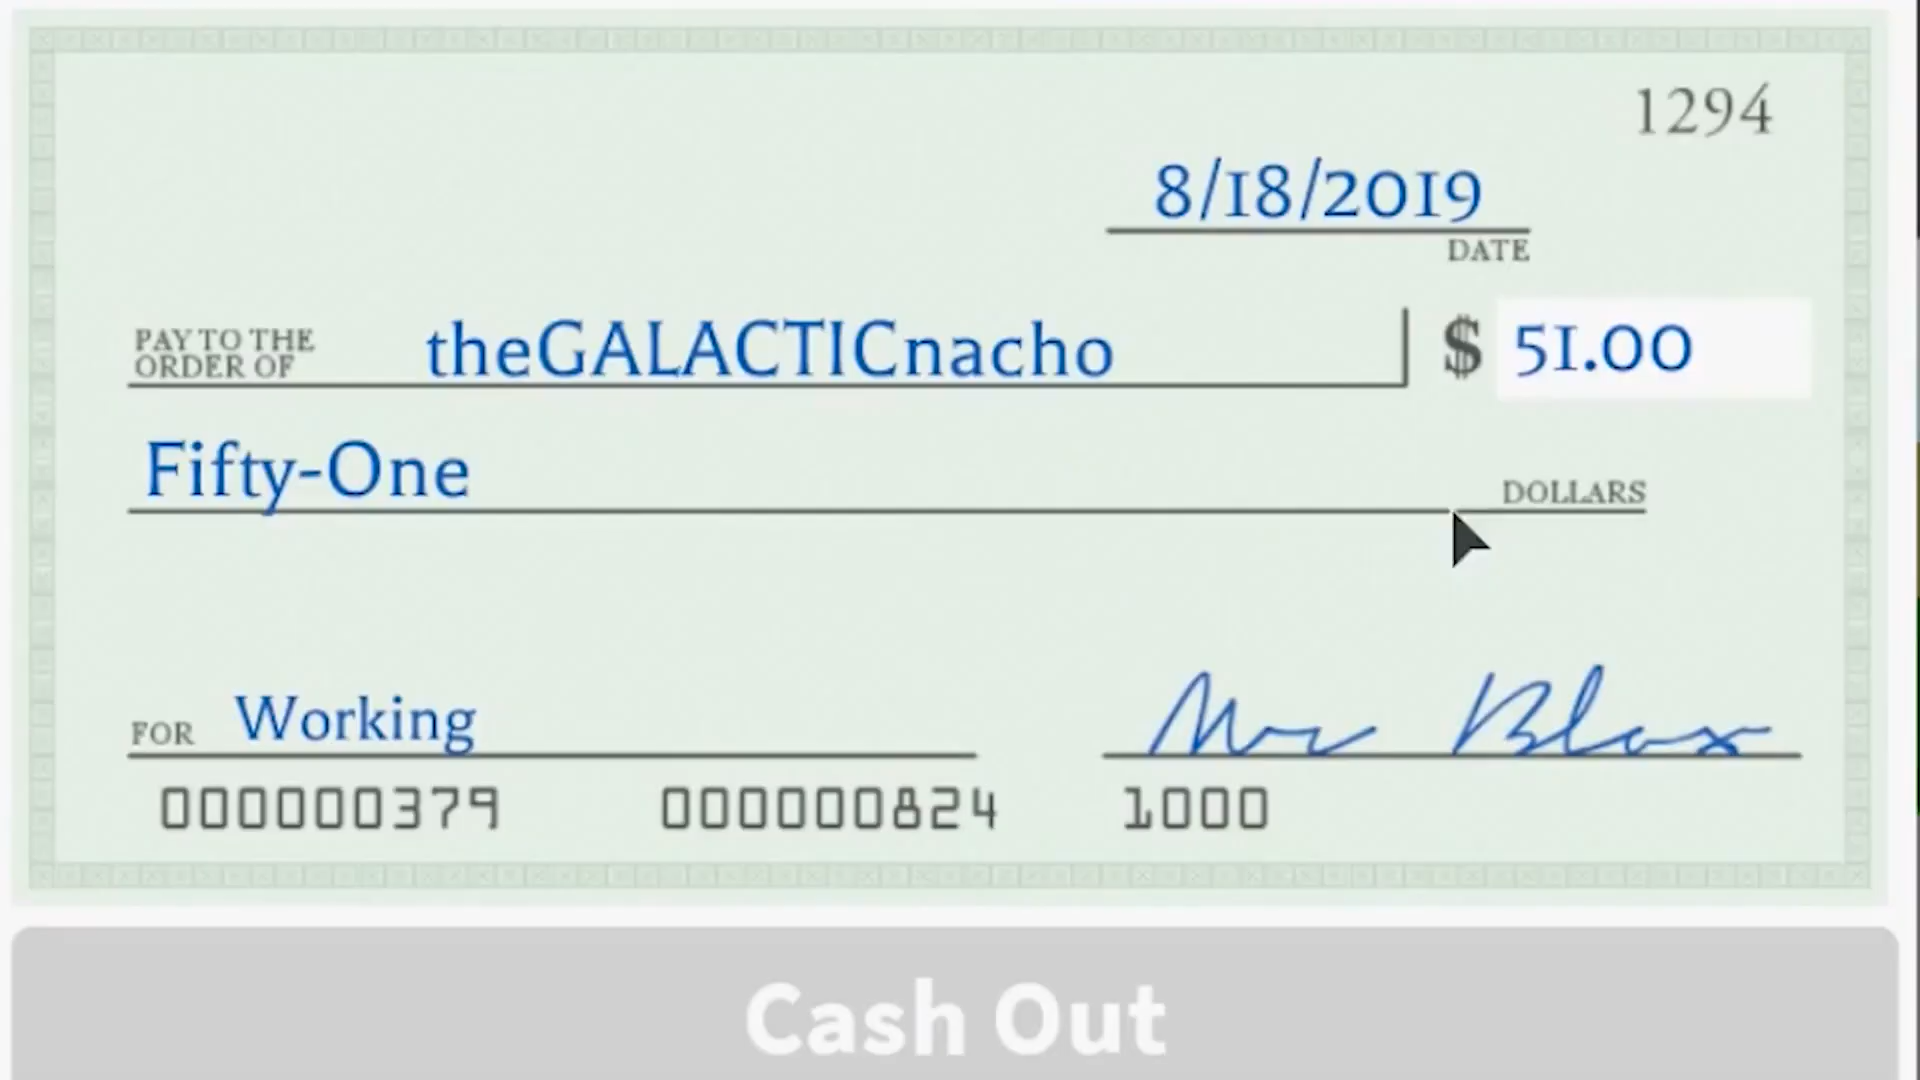 1294
8/18/2019
DATE
PAY TO THE
ORDER OF
theGALACTICnacho
$ 51.00
Fifty-One
DOLLARS
FOR Working
Mr Blox
000000379 000000824 1000
Cash Out